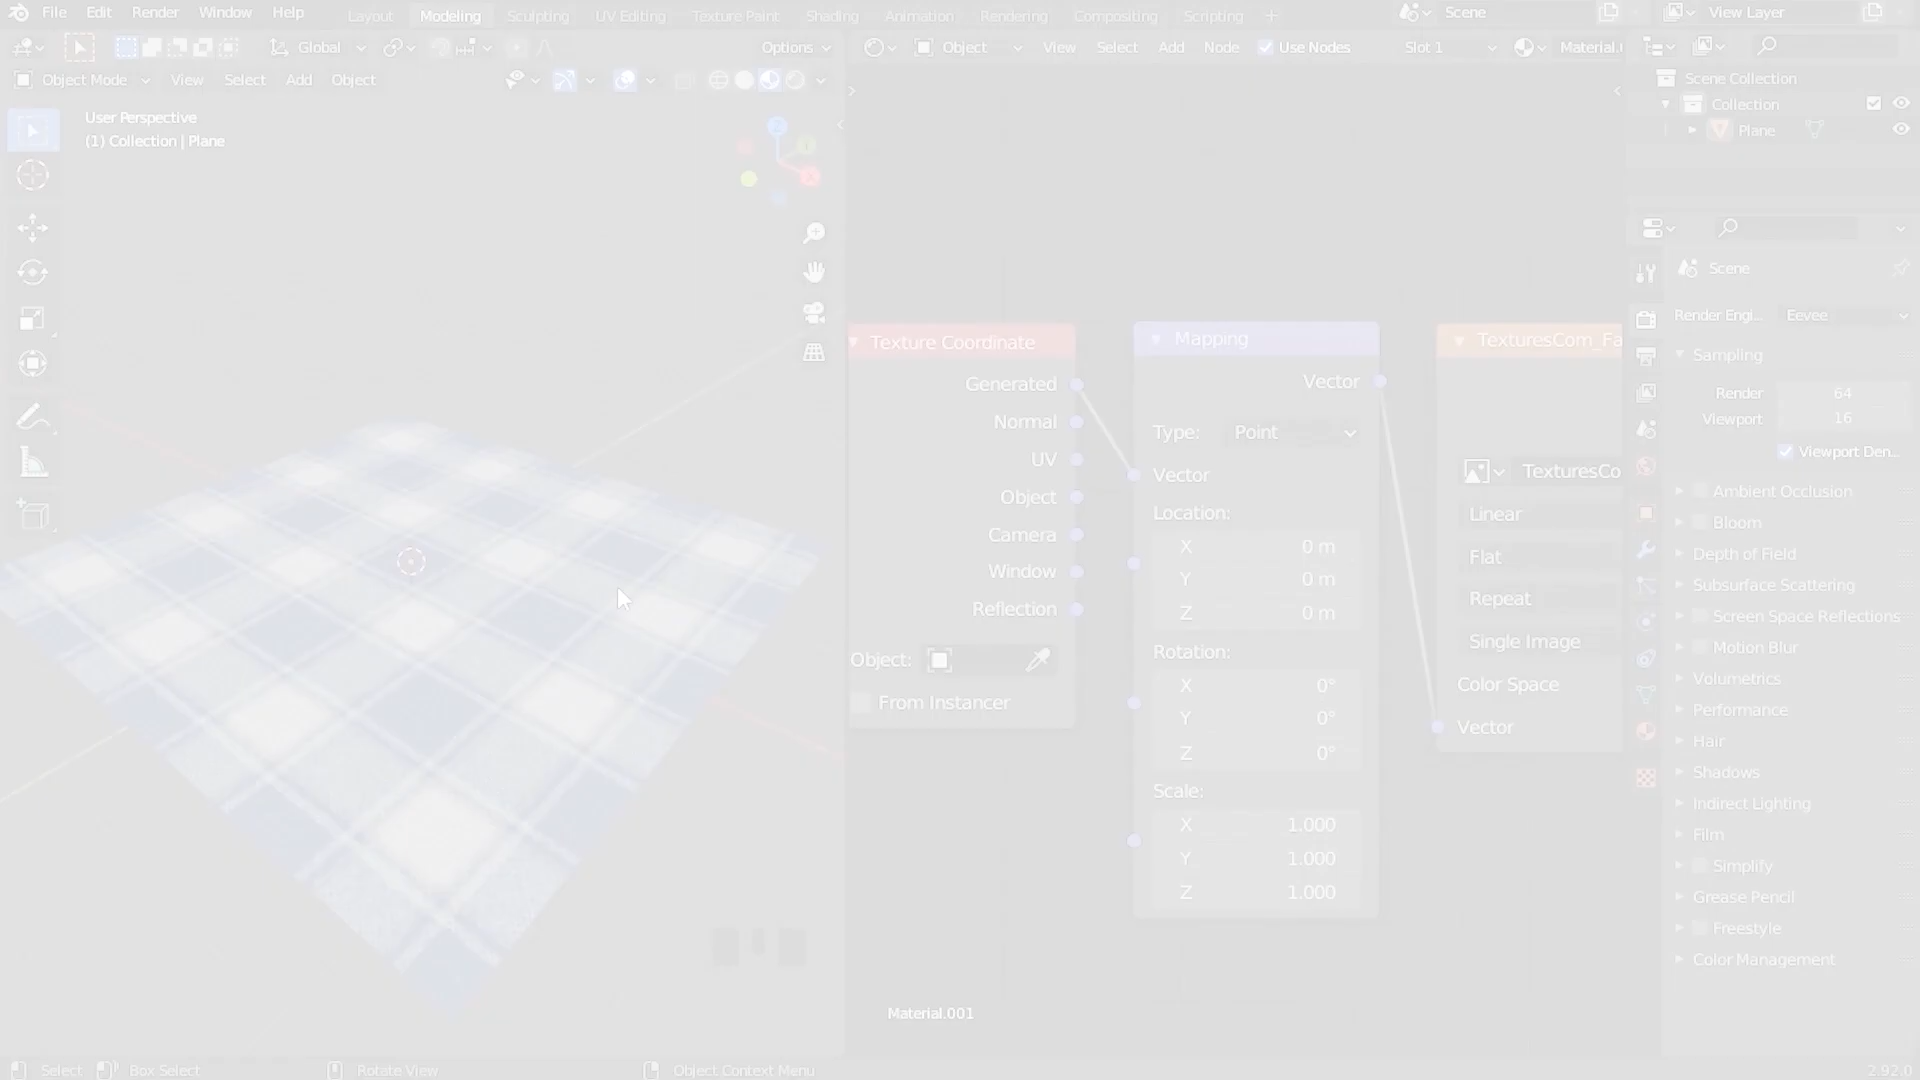 File Edit Render Window Help
Layout Modeling Sculpting UV Editing Texture Paint Shading Animation Rendering Compositing Scripting +
Scene
View Layer
Global
Options
Object View Select Add Node Use Nodes
Slot 1
Material.
Object Mode View Select Add Object
User Perspective
(1) Collection | Plane
Z
X
Scene Collection
Collection
Plane
Scene
Render Engi... Eevee
Sampling
Render 64
Viewport 16
Viewport Den...
Ambient Occlusion
Bloom
Depth of Field
Subsurface Scattering
Screen Space Reflections
Motion Blur
Volumetrics
Performance
Hair
Shadows
Indirect Lighting
Film
Simplify
Grease Pencil
Freestyle
Color Management
Texture Coordinate
Generated
Normal
UV
Object
Camera
Window
Reflection
Object:
From Instancer
Mapping
Vector
Type: Point
Vector
Location:
X 0 m
Y 0 m
Z 0 m
Rotation:
X 0°
Y 0°
Z 0°
Scale:
X 1.000
Y 1.000
Z 1.000
TexturesCom_Fa
TexturesCo
Linear
Flat
Repeat
Single Image
Color Space
Vector
Material.001
Select Box Select Rotate View Object Context Menu
2.92.0